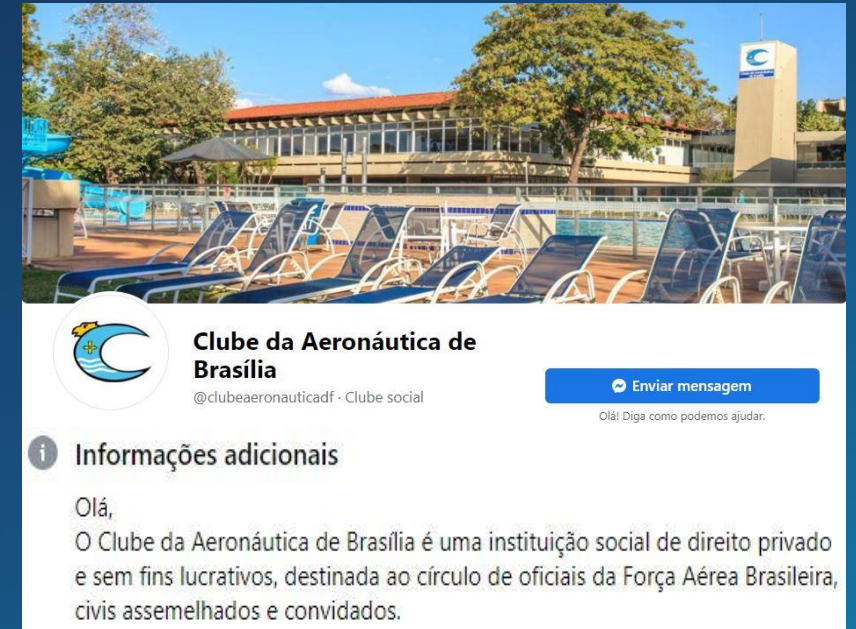 Clube da Aeronáutica de
Brasília
@clubeaeronauticadf · Clube social
Enviar mensagem
Olá! Diga como podemos ajudar.
Informações adicionais
Olá,
O Clube da Aeronáutica de Brasília é uma instituição social de direito privado
e sem fins lucrativos, destinada ao círculo de oficiais da Força Aérea Brasileira,
civis assemelhados e convidados.